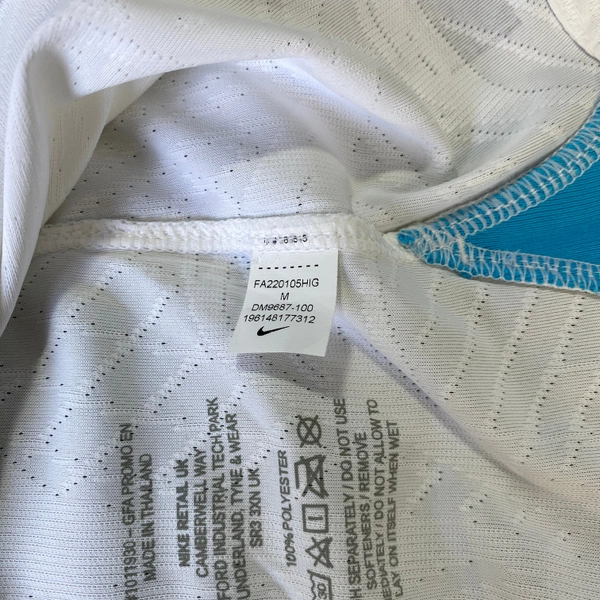 FA220105HIG
M
DM9687-100
196148177312
#101930 – GFA PROMO EN
MADE IN THAILAND
NIKE RETAIL UK
CAMBERWELL WAY
FORD INDUSTRIAL TECH PARK
UNDERLAND, TYNE & WEAR
SR3 3XN UK
100% POLYESTER
30
H SEPARATELY / DO NOT USE
SOFTENERS / REMOVE
MEDIATELY / DO NOT ALLOW TO
LAY ON ITSELF WHEN WET